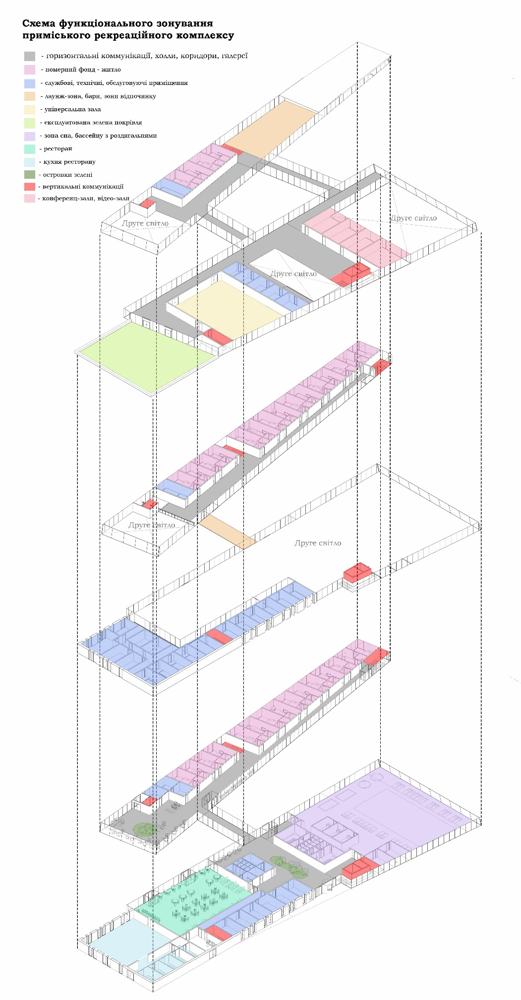 Схема функціонального зонування
приміського рекреаційного комплексу
- горизонтальні коммунікації, холли, коридори, галереї
- номерний фонд - житло
- службові, технічні, обслуговуючі приміщення
- лаунж-зона, бари, зони відпочинку
- універсальна зала
- експлуатована зелена покрівля
- зона спа, бассейну з роздягальнями
- ресторан
- кухня ресторану
- островки зелені
- вертикальні коммунікації
- конференц-зали, відео-зали
Друге світло
Друге світло
Друге світло
Друге світло
Друге світло